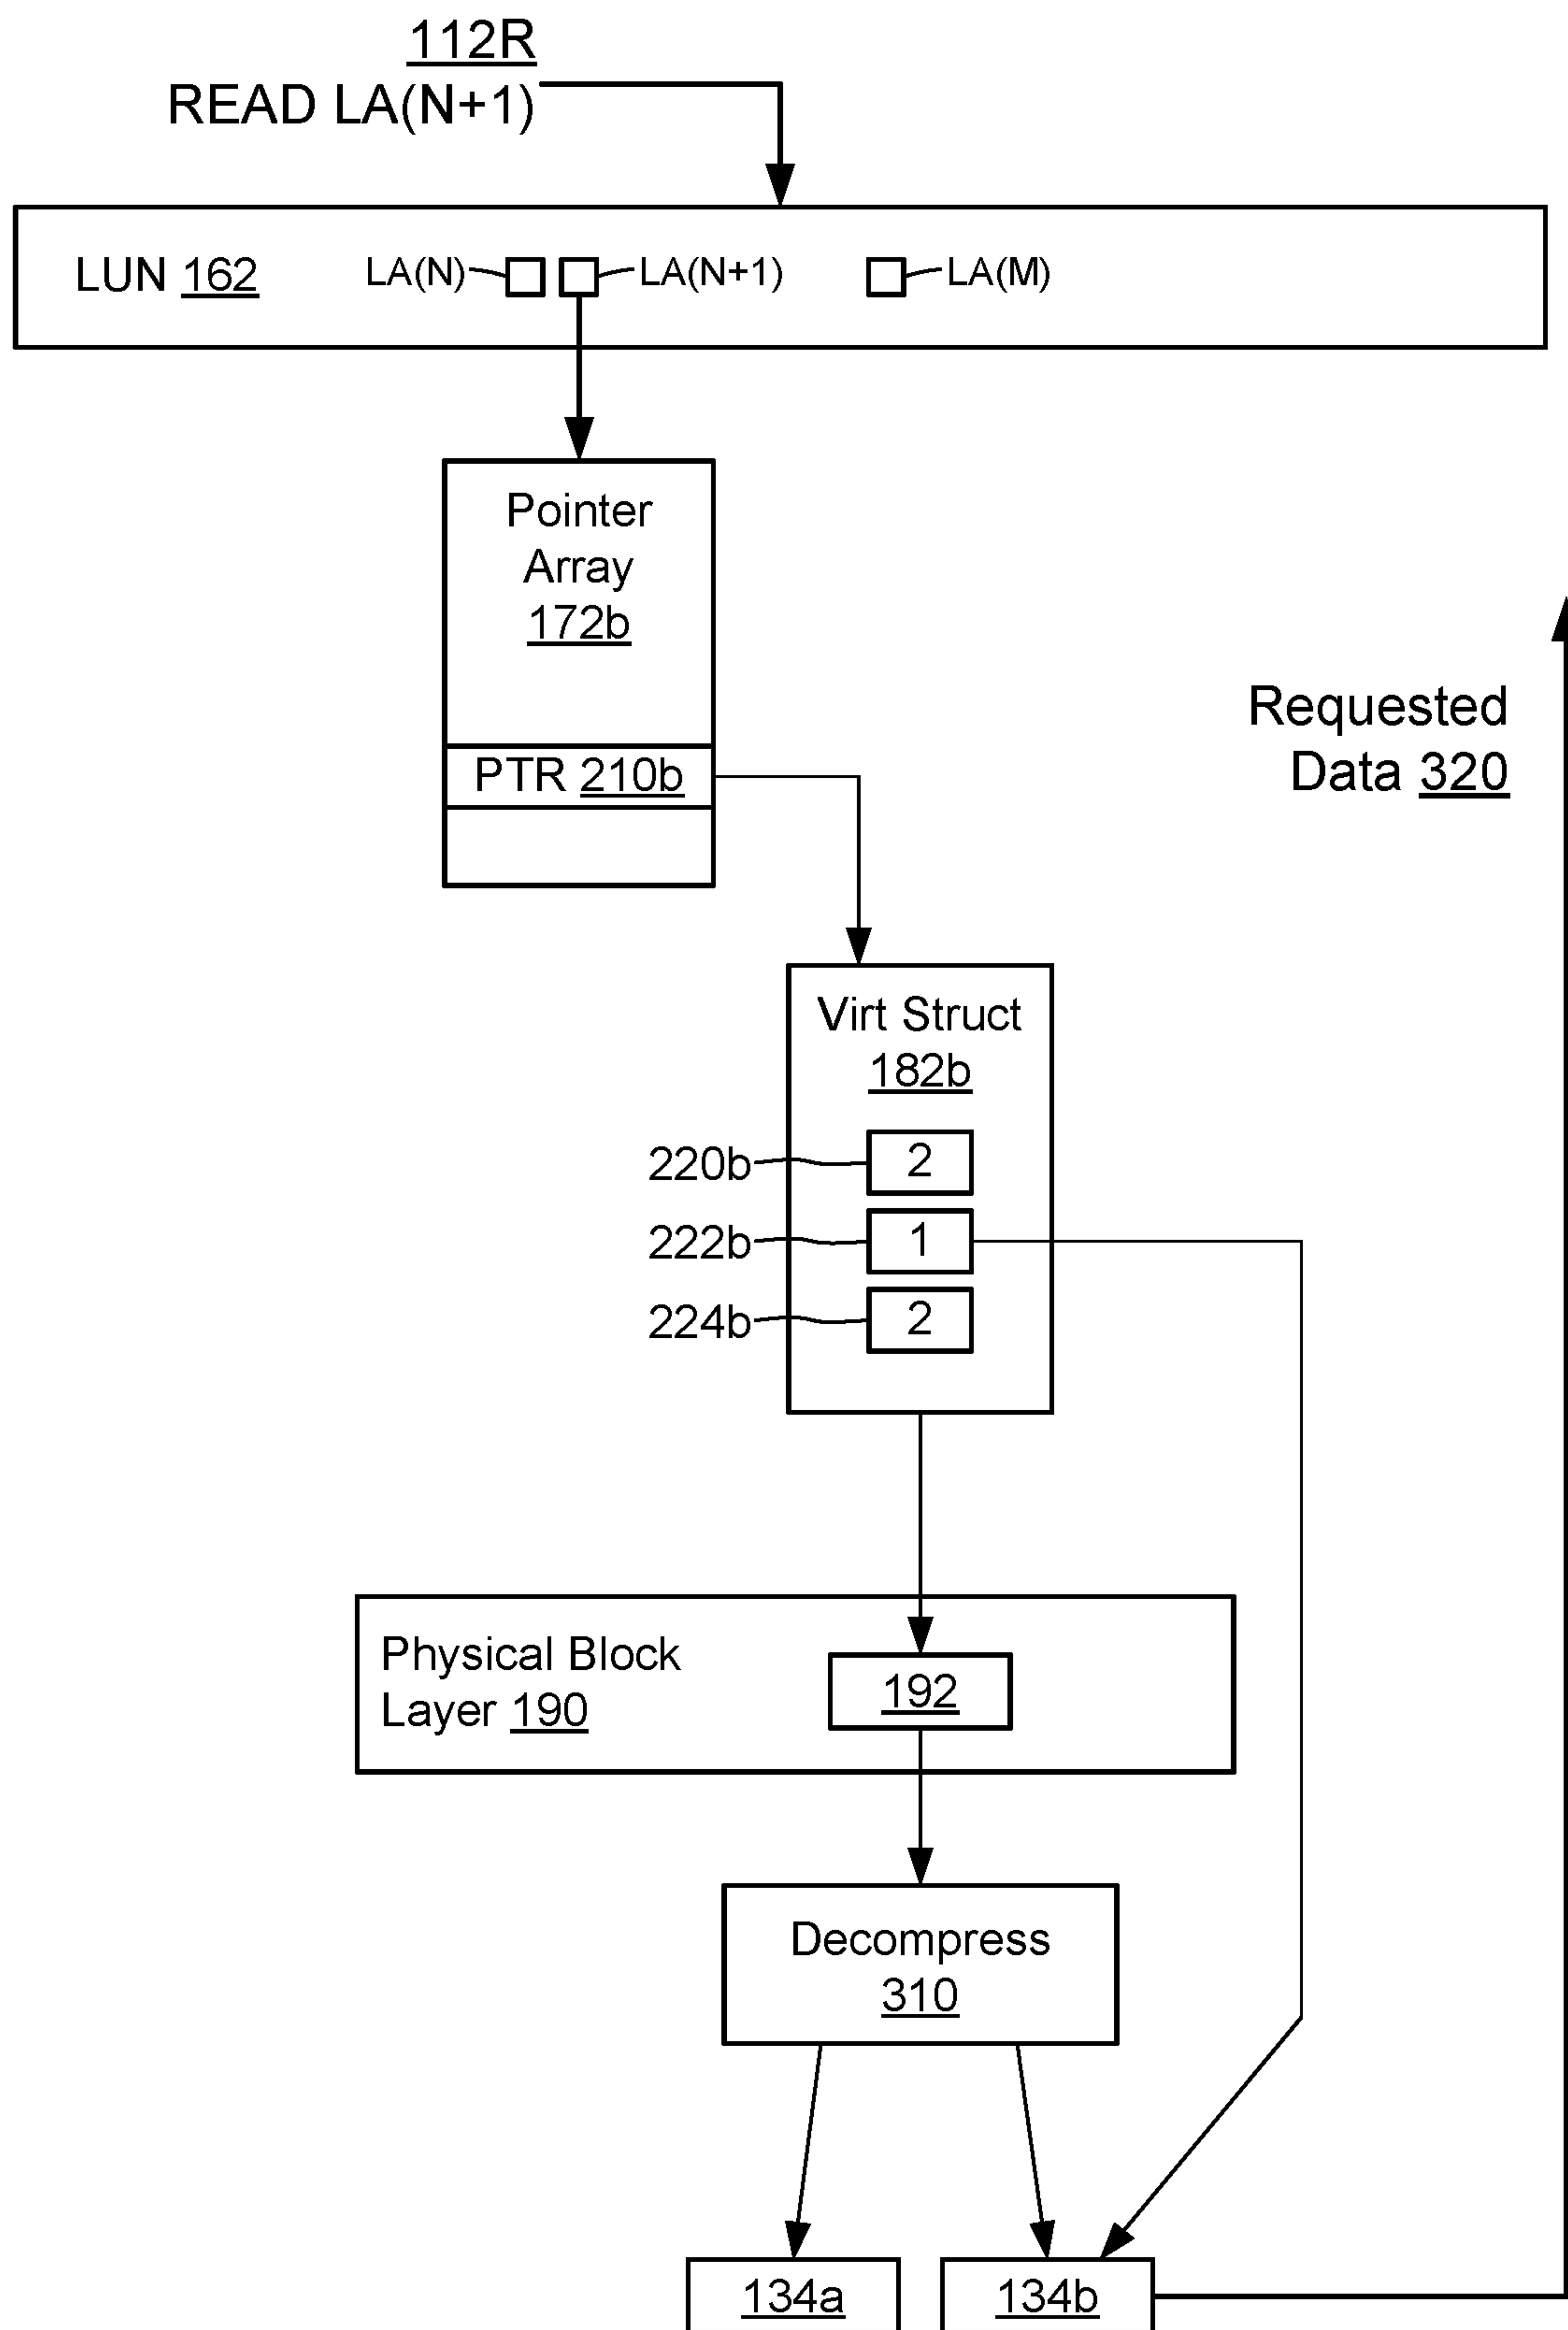 112R
READ LA(N+1)
LUN 162
LA(N)
LA(N+1)
LA(M)
Pointer
Array
172b
PTR 210b
Requested
Data 320
Virt Struct
182b
220b
2
222b
1
224b
2
Physical Block
Layer 190
192
Decompress
310
134a
134b